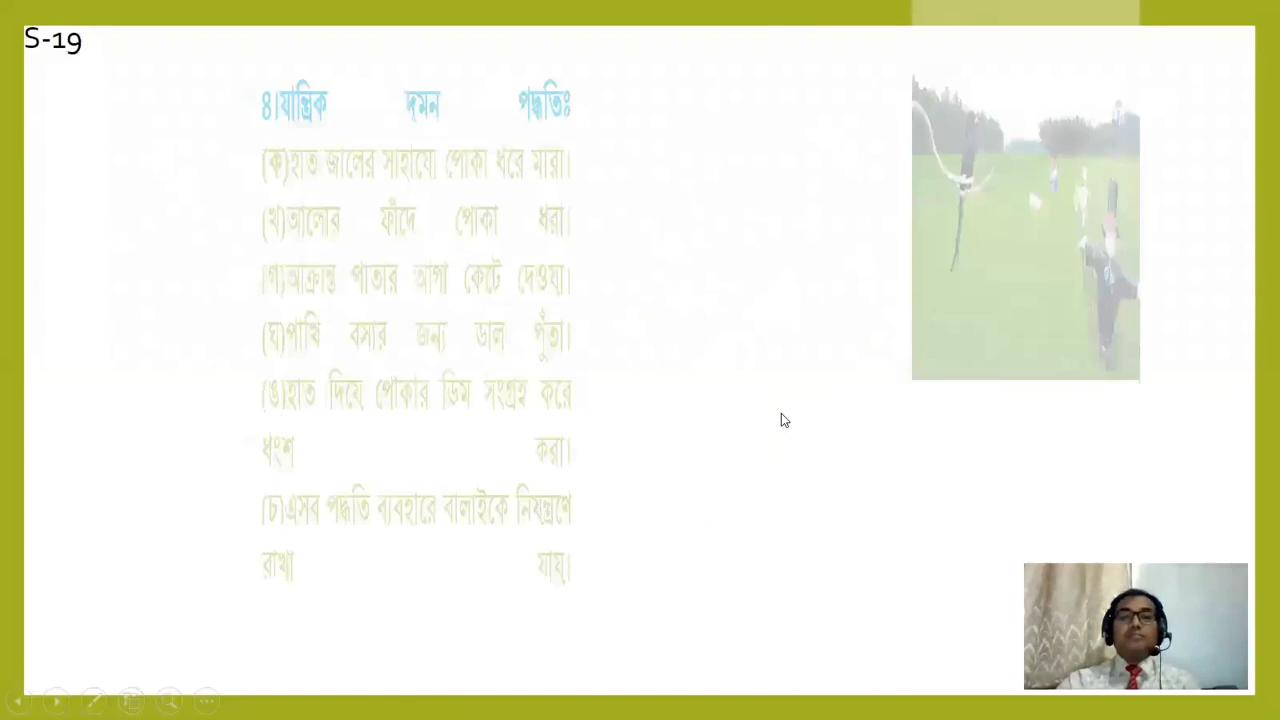 S-19
৪।যান্ত্রিক দমন পদ্ধতিঃ
(ক)হাত জালের সাহায্যে পোকা ধরে মারা।
(খ)আলোর ফাঁদে পোকা ধরা।
(গ)আক্রান্ত পাতার আগা কেটে দেওযা।
(ঘ)পাখি বসার জন্য ডাল পুঁতা।
(ঙ)হাত দিযে পোকার ডিম সংগ্রহ করে
ধংশ করা।
(চ)এসব পদ্ধতি ব্যবহারে বালাইকে নিযন্ত্রণে
রাখা যায্।